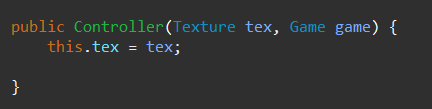 public Controller(Texture tex, Game game) {
    this.tex = tex;
}